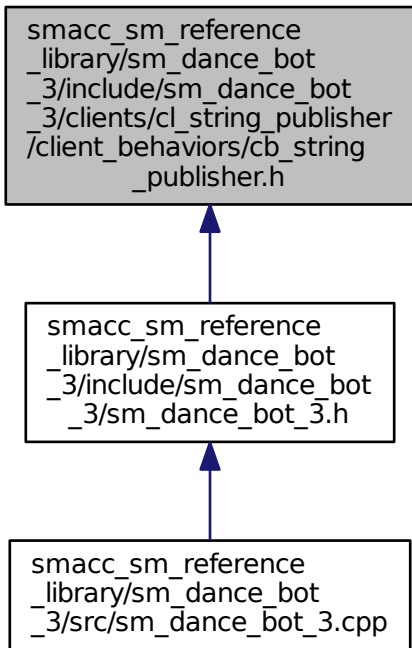 smacc_sm_reference
_library/sm_dance_bot
_3/include/sm_dance_bot
_3/clients/cl_string_publisher
/client_behaviors/cb_string
_publisher.h
smacc_sm_reference
_library/sm_dance_bot
_3/include/sm_dance_bot
_3/sm_dance_bot_3.h
smacc_sm_reference
_library/sm_dance_bot
_3/src/sm_dance_bot_3.cpp